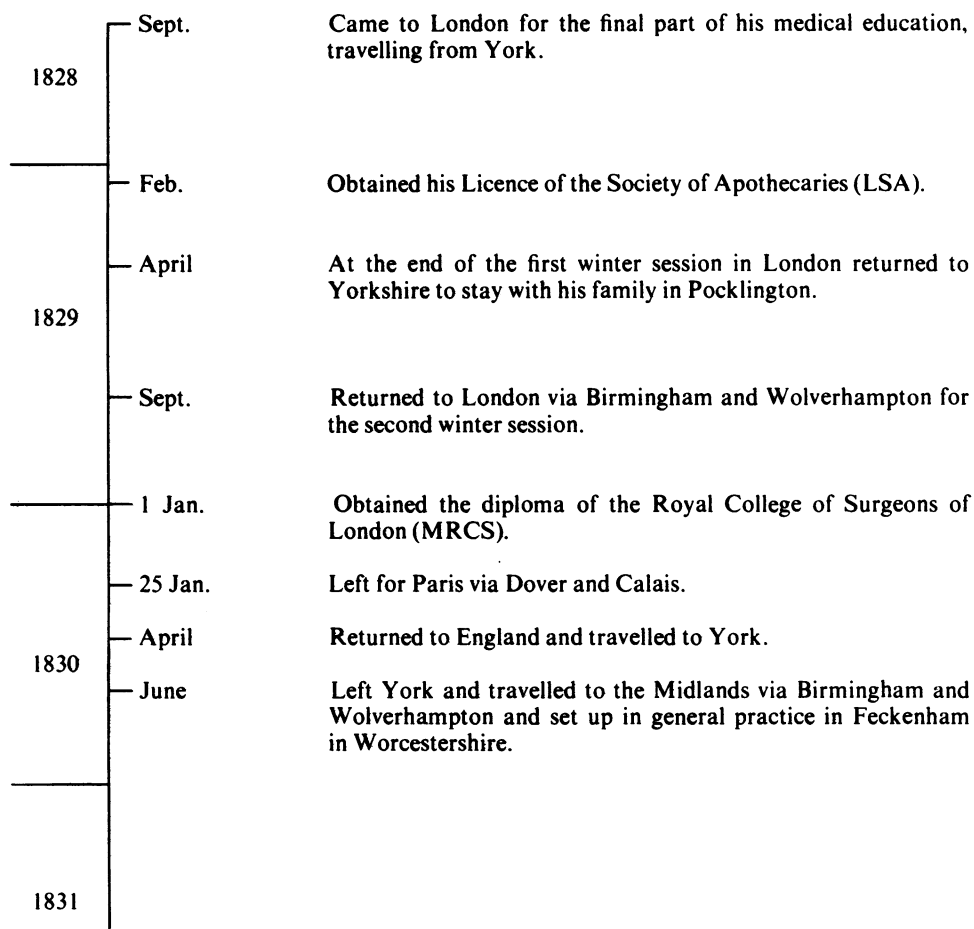 Sept. Came to London for the final part of his medical education,
travelling from York.
1828
Feb. Obtained his Licence of the Society of Apothecaries (LSA).
April At the end of the first winter session in London returned to
Yorkshire to stay with his family in Pocklington.
1829
Sept. Returned to London via Birmingham and Wolverhampton for
the second winter session.
1 Jan. Obtained the diploma of the Royal College of Surgeons of
London (MRCS).
25 Jan. Left for Paris via Dover and Calais.
April Returned to England and travelled to York.
1830
June Left York and travelled to the Midlands via Birmingham and
Wolverhampton and set up in general practice in Feckenham
in Worcestershire.
1831